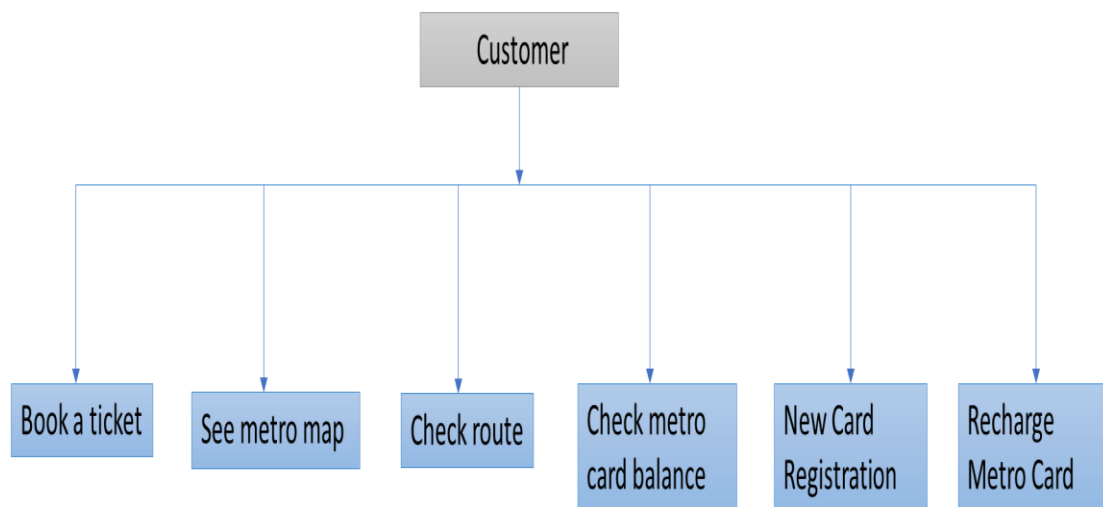 Customer
Book a ticket
See metro map
Check route
Check metro
card balance
New Card
Registration
Recharge
Metro Card